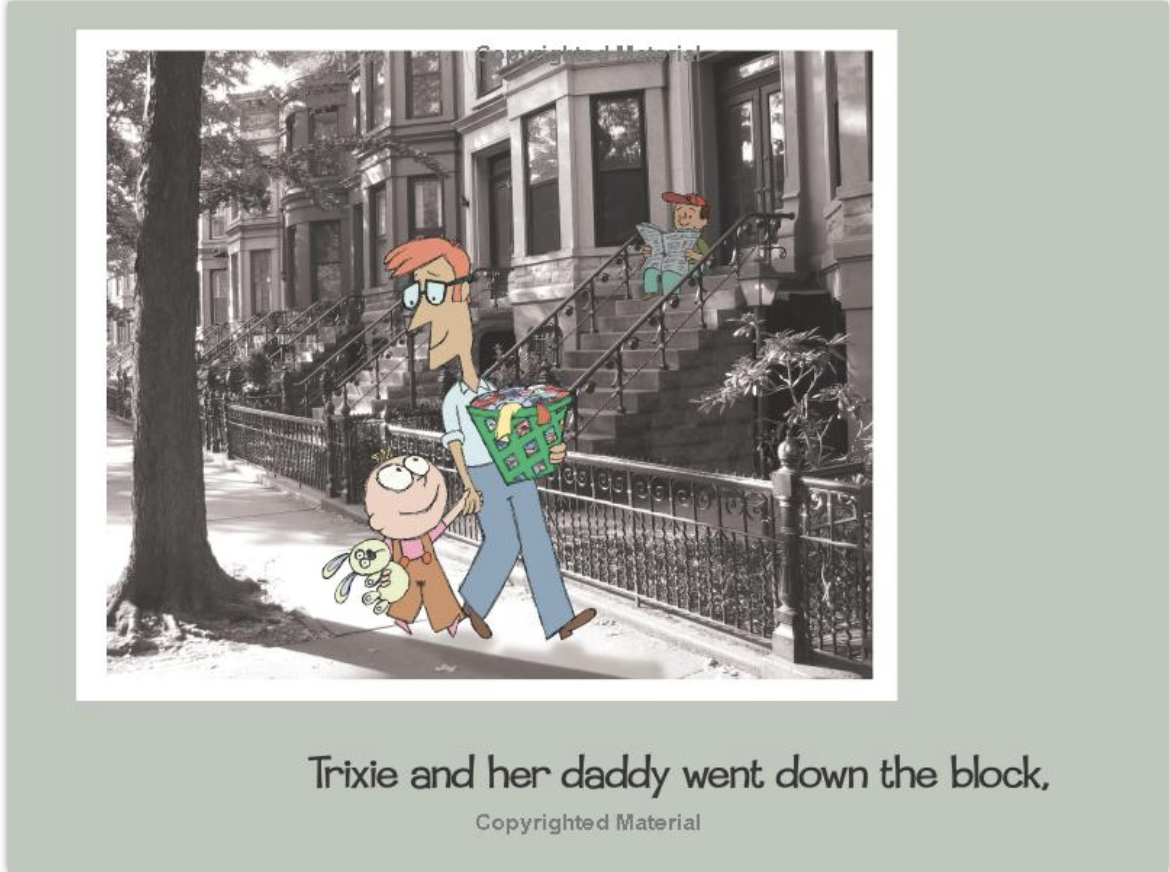 Copyrighted Material
Trixie and her daddy went down the block,
Copyrighted Material